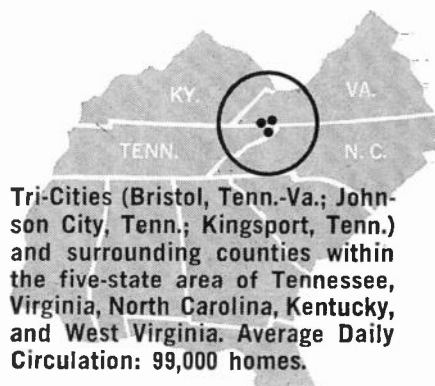 KY.
VA.
TENN.
N. C.
Tri-Cities (Bristol, Tenn.-Va.; John-
son City, Tenn.; Kingsport, Tenn.)
and surrounding counties within
the five-state area of Tennessee,
Virginia, North Carolina, Kentucky,
and West Virginia. Average Daily
Circulation: 99,000 homes.